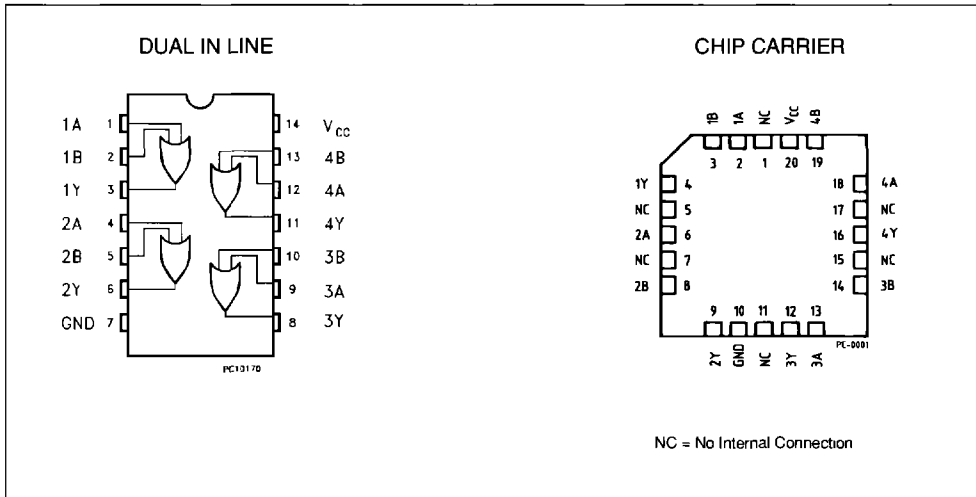 DUAL IN LINE
1A 1 14 VCC
1B 2 13 4B
1Y 3 12 4A
2A 4 11 4Y
2B 5 10 3B
2Y 6 9 3A
GND 7 8 3Y
PC10170
CHIP CARRIER
1B 1A NC VCC 4B
3 2 1 20 19
1Y 4 18 4A
NC 5 17 NC
2A 6 16 4Y
NC 7 15 NC
2B 8 14 3B
9 10 11 12 13
PE-0001
2Y GND NC 3Y 3A
NC = No Internal Connection